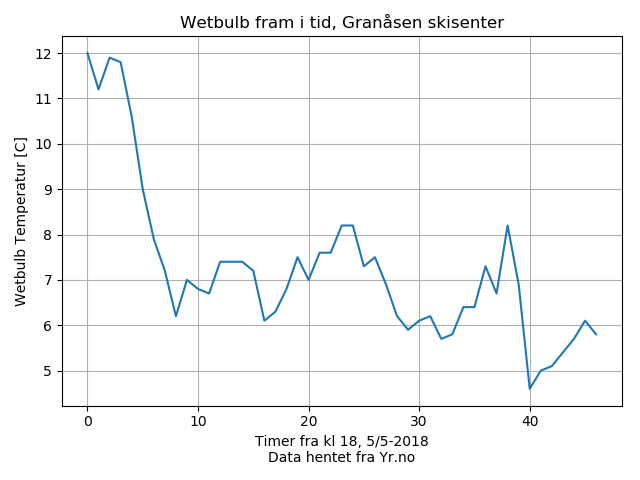 Wetbulb fram i tid, Granåsen skisenter
Wetbulb Temperatur [C]
12
11
10
9
8
7
6
5
0 10 20 30 40
Timer fra kl 18, 5/5-2018
Data hentet fra Yr.no